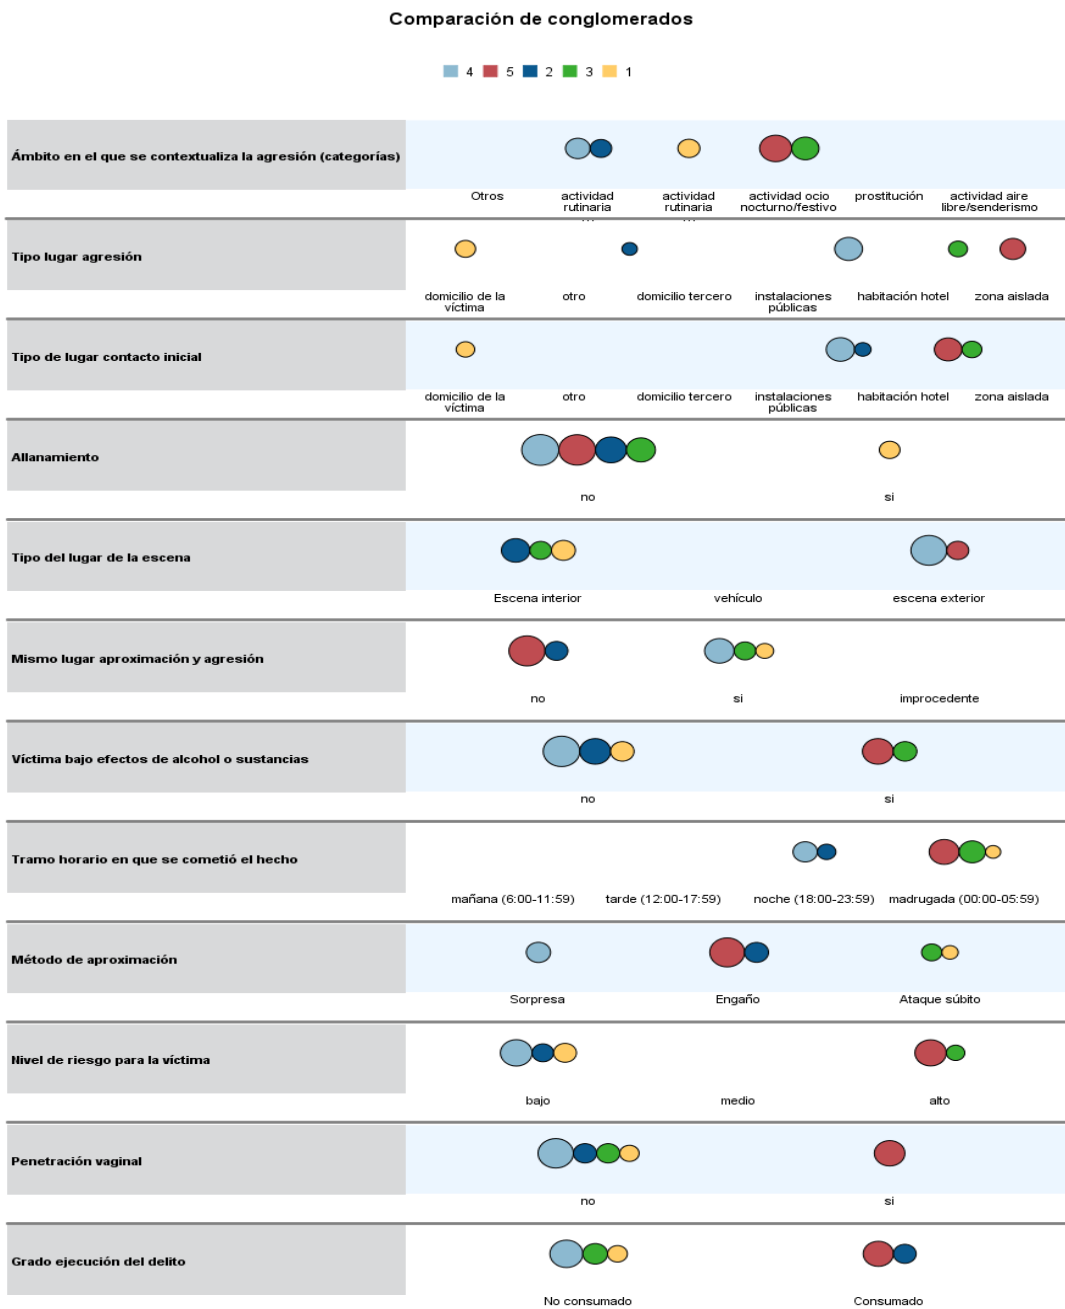 Comparación de conglomerados
4 5 2 3 1
Ámbito en el que se contextualiza la agresión (categorías)
Otros actividad actividad actividad ocio prostitución actividad aire
rutinaria rutinaria nocturno/festivo libre/senderismo
... ...
Tipo lugar agresión
domicilio de la otro domicilio tercero instalaciones habitación hotel zona aislada
víctima públicas
Tipo de lugar contacto inicial
domicilio de la otro domicilio tercero instalaciones habitación hotel zona aislada
víctima públicas
Allanamiento
no si
Tipo del lugar de la escena
Escena interior vehículo escena exterior
Mismo lugar aproximación y agresión
no si improcedente
Víctima bajo efectos de alcohol o sustancias
no si
Tramo horario en que se cometió el hecho
mañana (6:00-11:59) tarde (12:00-17:59) noche (18:00-23:59) madrugada (00:00-05:59)
Método de aproximación
Sorpresa Engaño Ataque súbito
Nivel de riesgo para la víctima
bajo medio alto
Penetración vaginal
no si
Grado ejecución del delito
No consumado Consumado